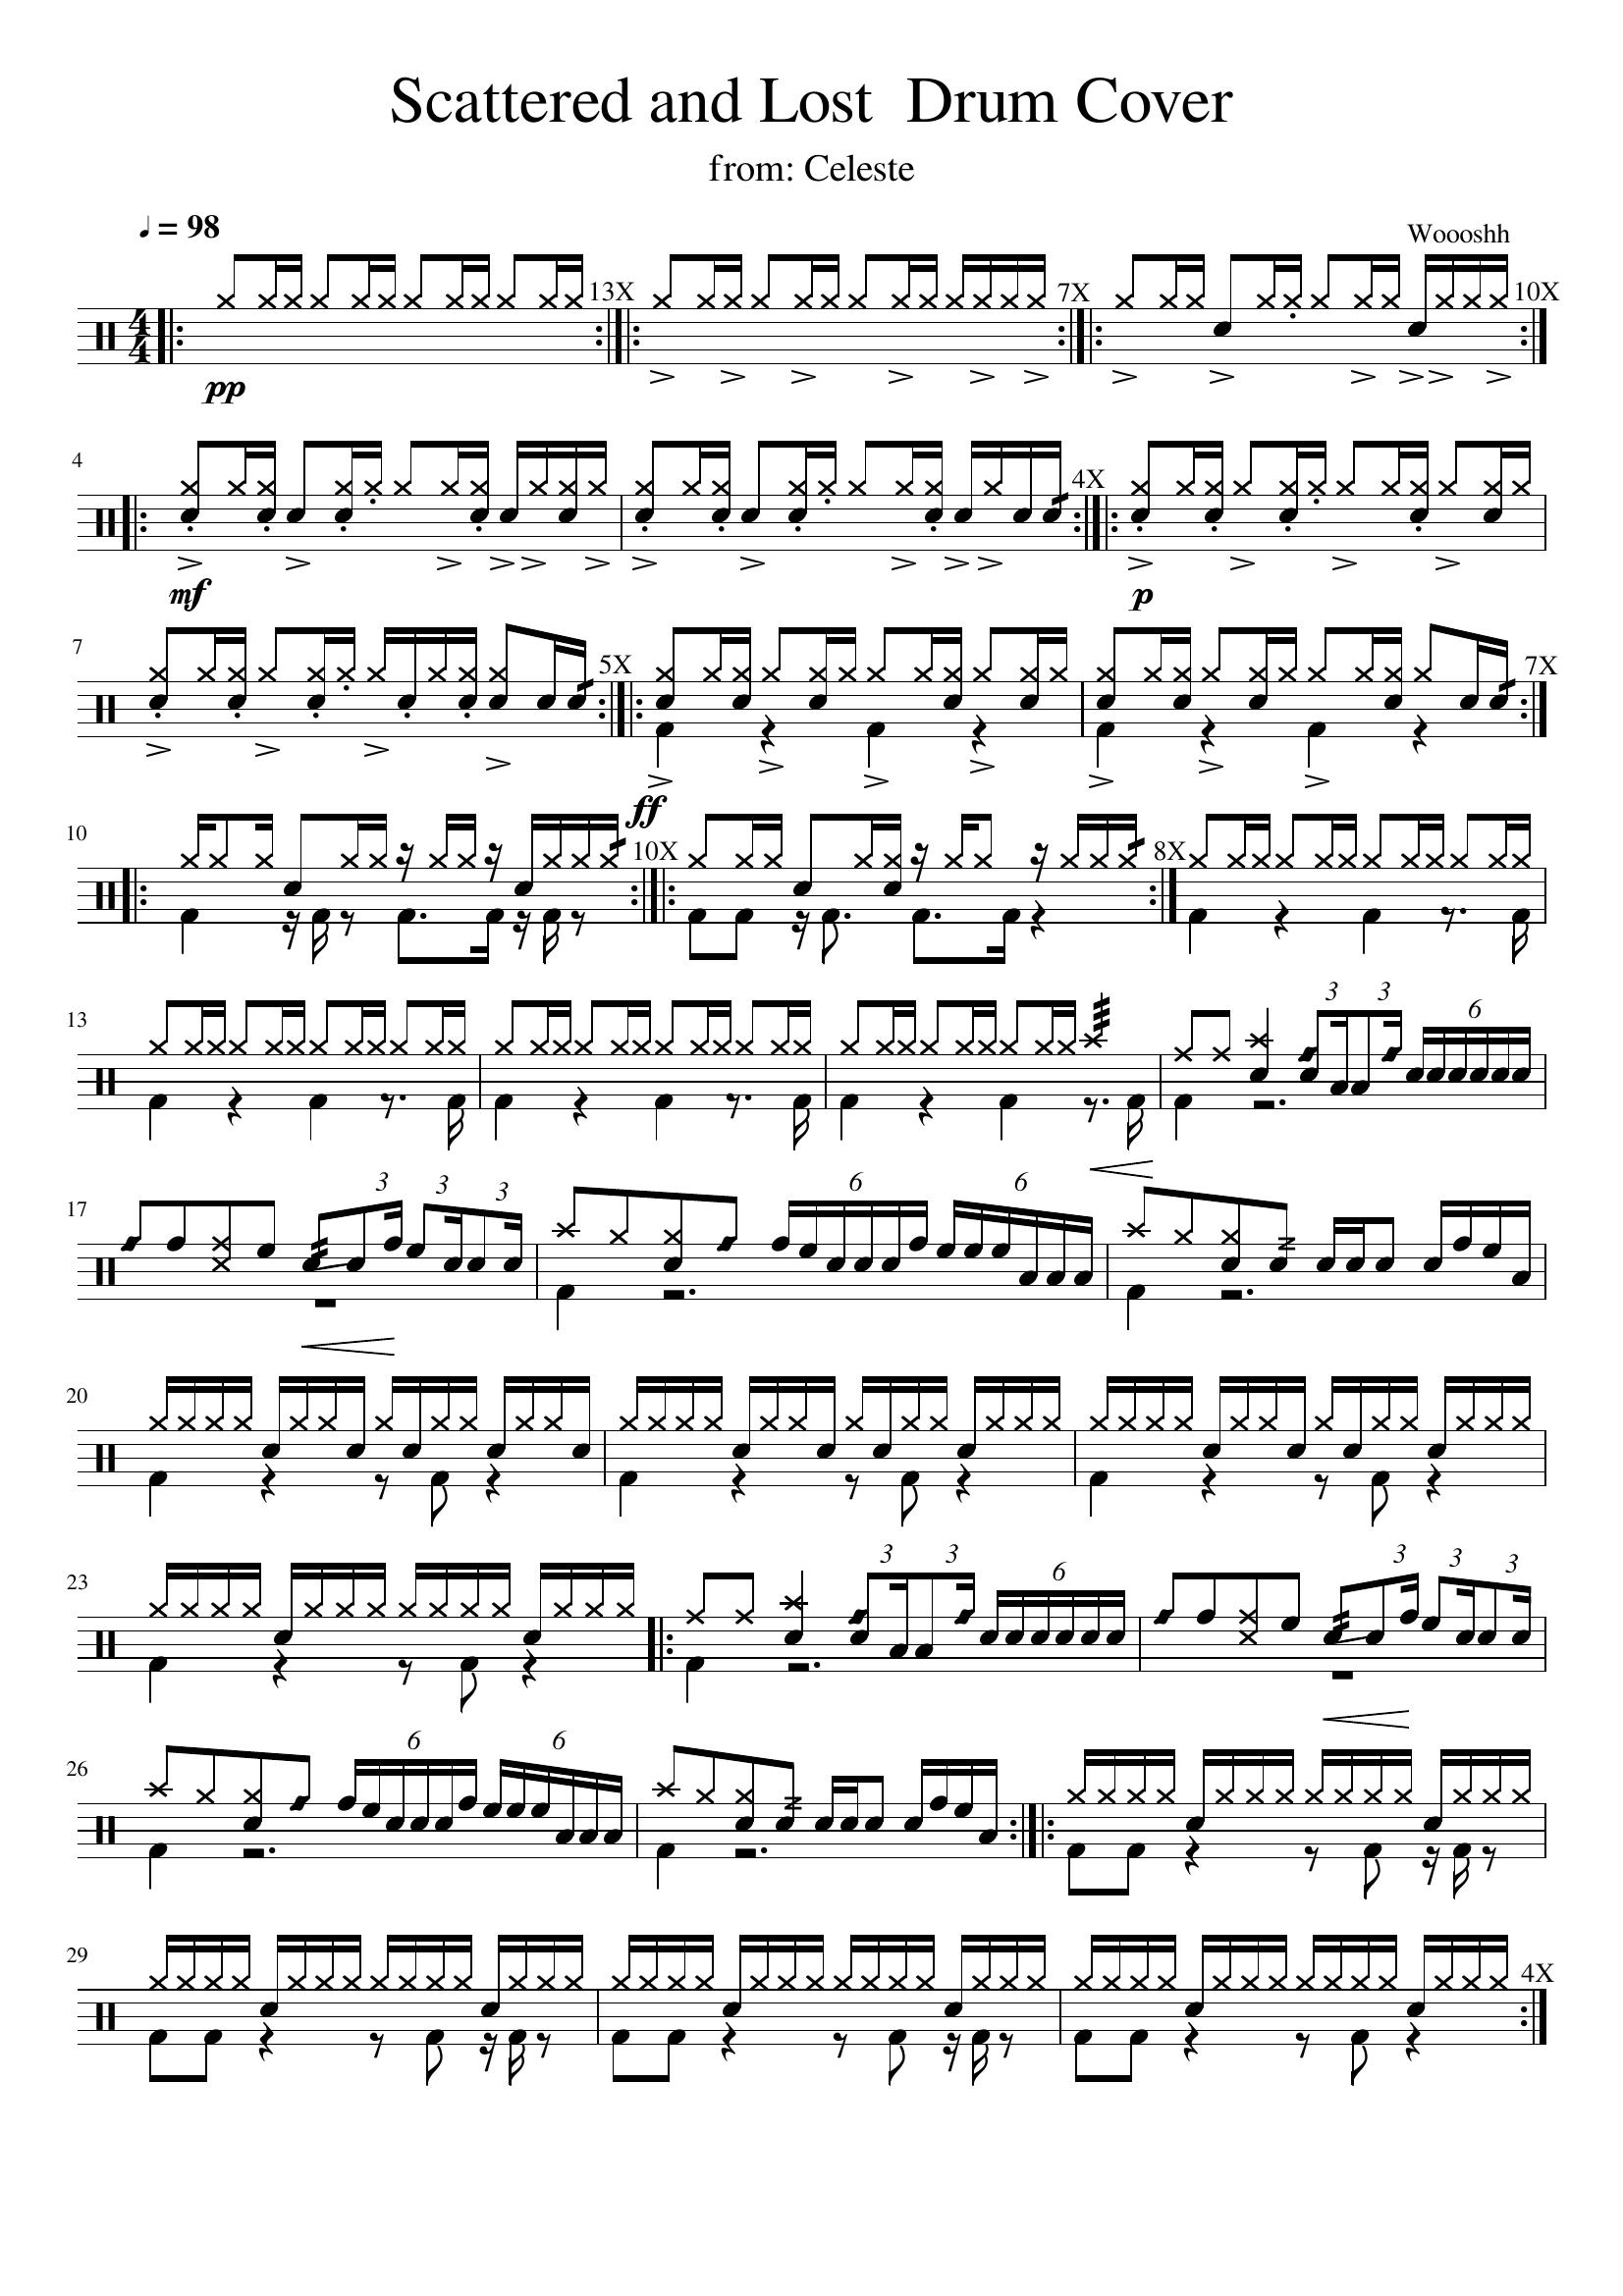 Scattered and Lost  Drum Cover
from: Celeste
♩ = 98
Woooshh
4 4
13X 7X 10X
pp
4
4X
mf p
7
5X 7X
ff
10
10X 8X
13
3 3 6
17
3 3 3 6 6
20
23
3 3 6 3 3 3
26
6 6
29
4X